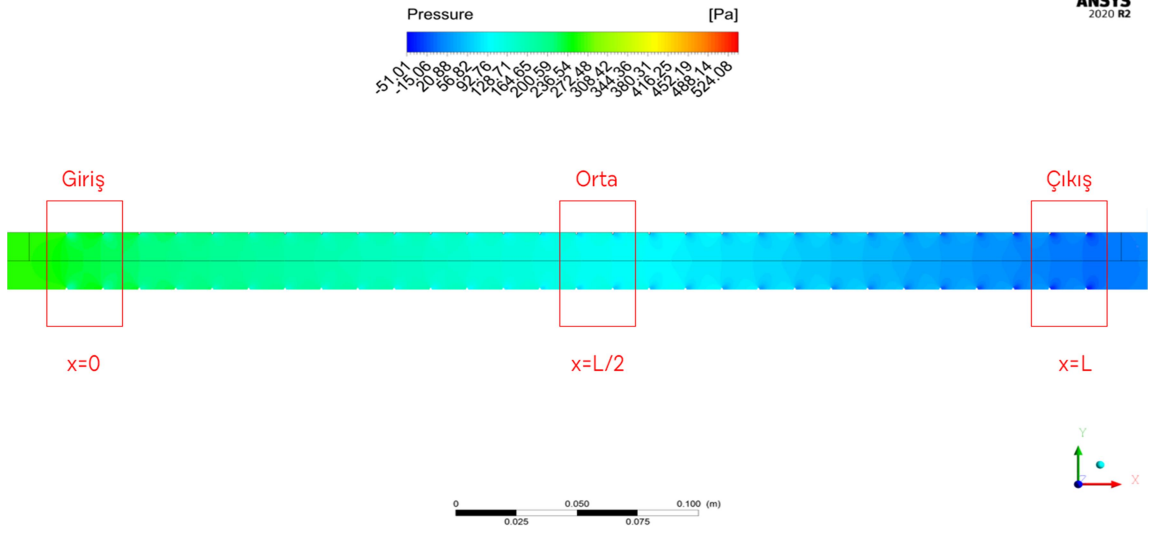 ANSYS
2020 R2
Pressure [Pa]
-51.01 -15.06 20.88 56.82 92.76 128.71 164.65 200.59 236.54 272.48 308.42 344.36 380.31 416.25 452.19 488.14 524.08
Giriş Orta Çıkış
x=0 x=L/2 x=L
Y
Z X
0 0.050 0.100 (m)
0.025 0.075